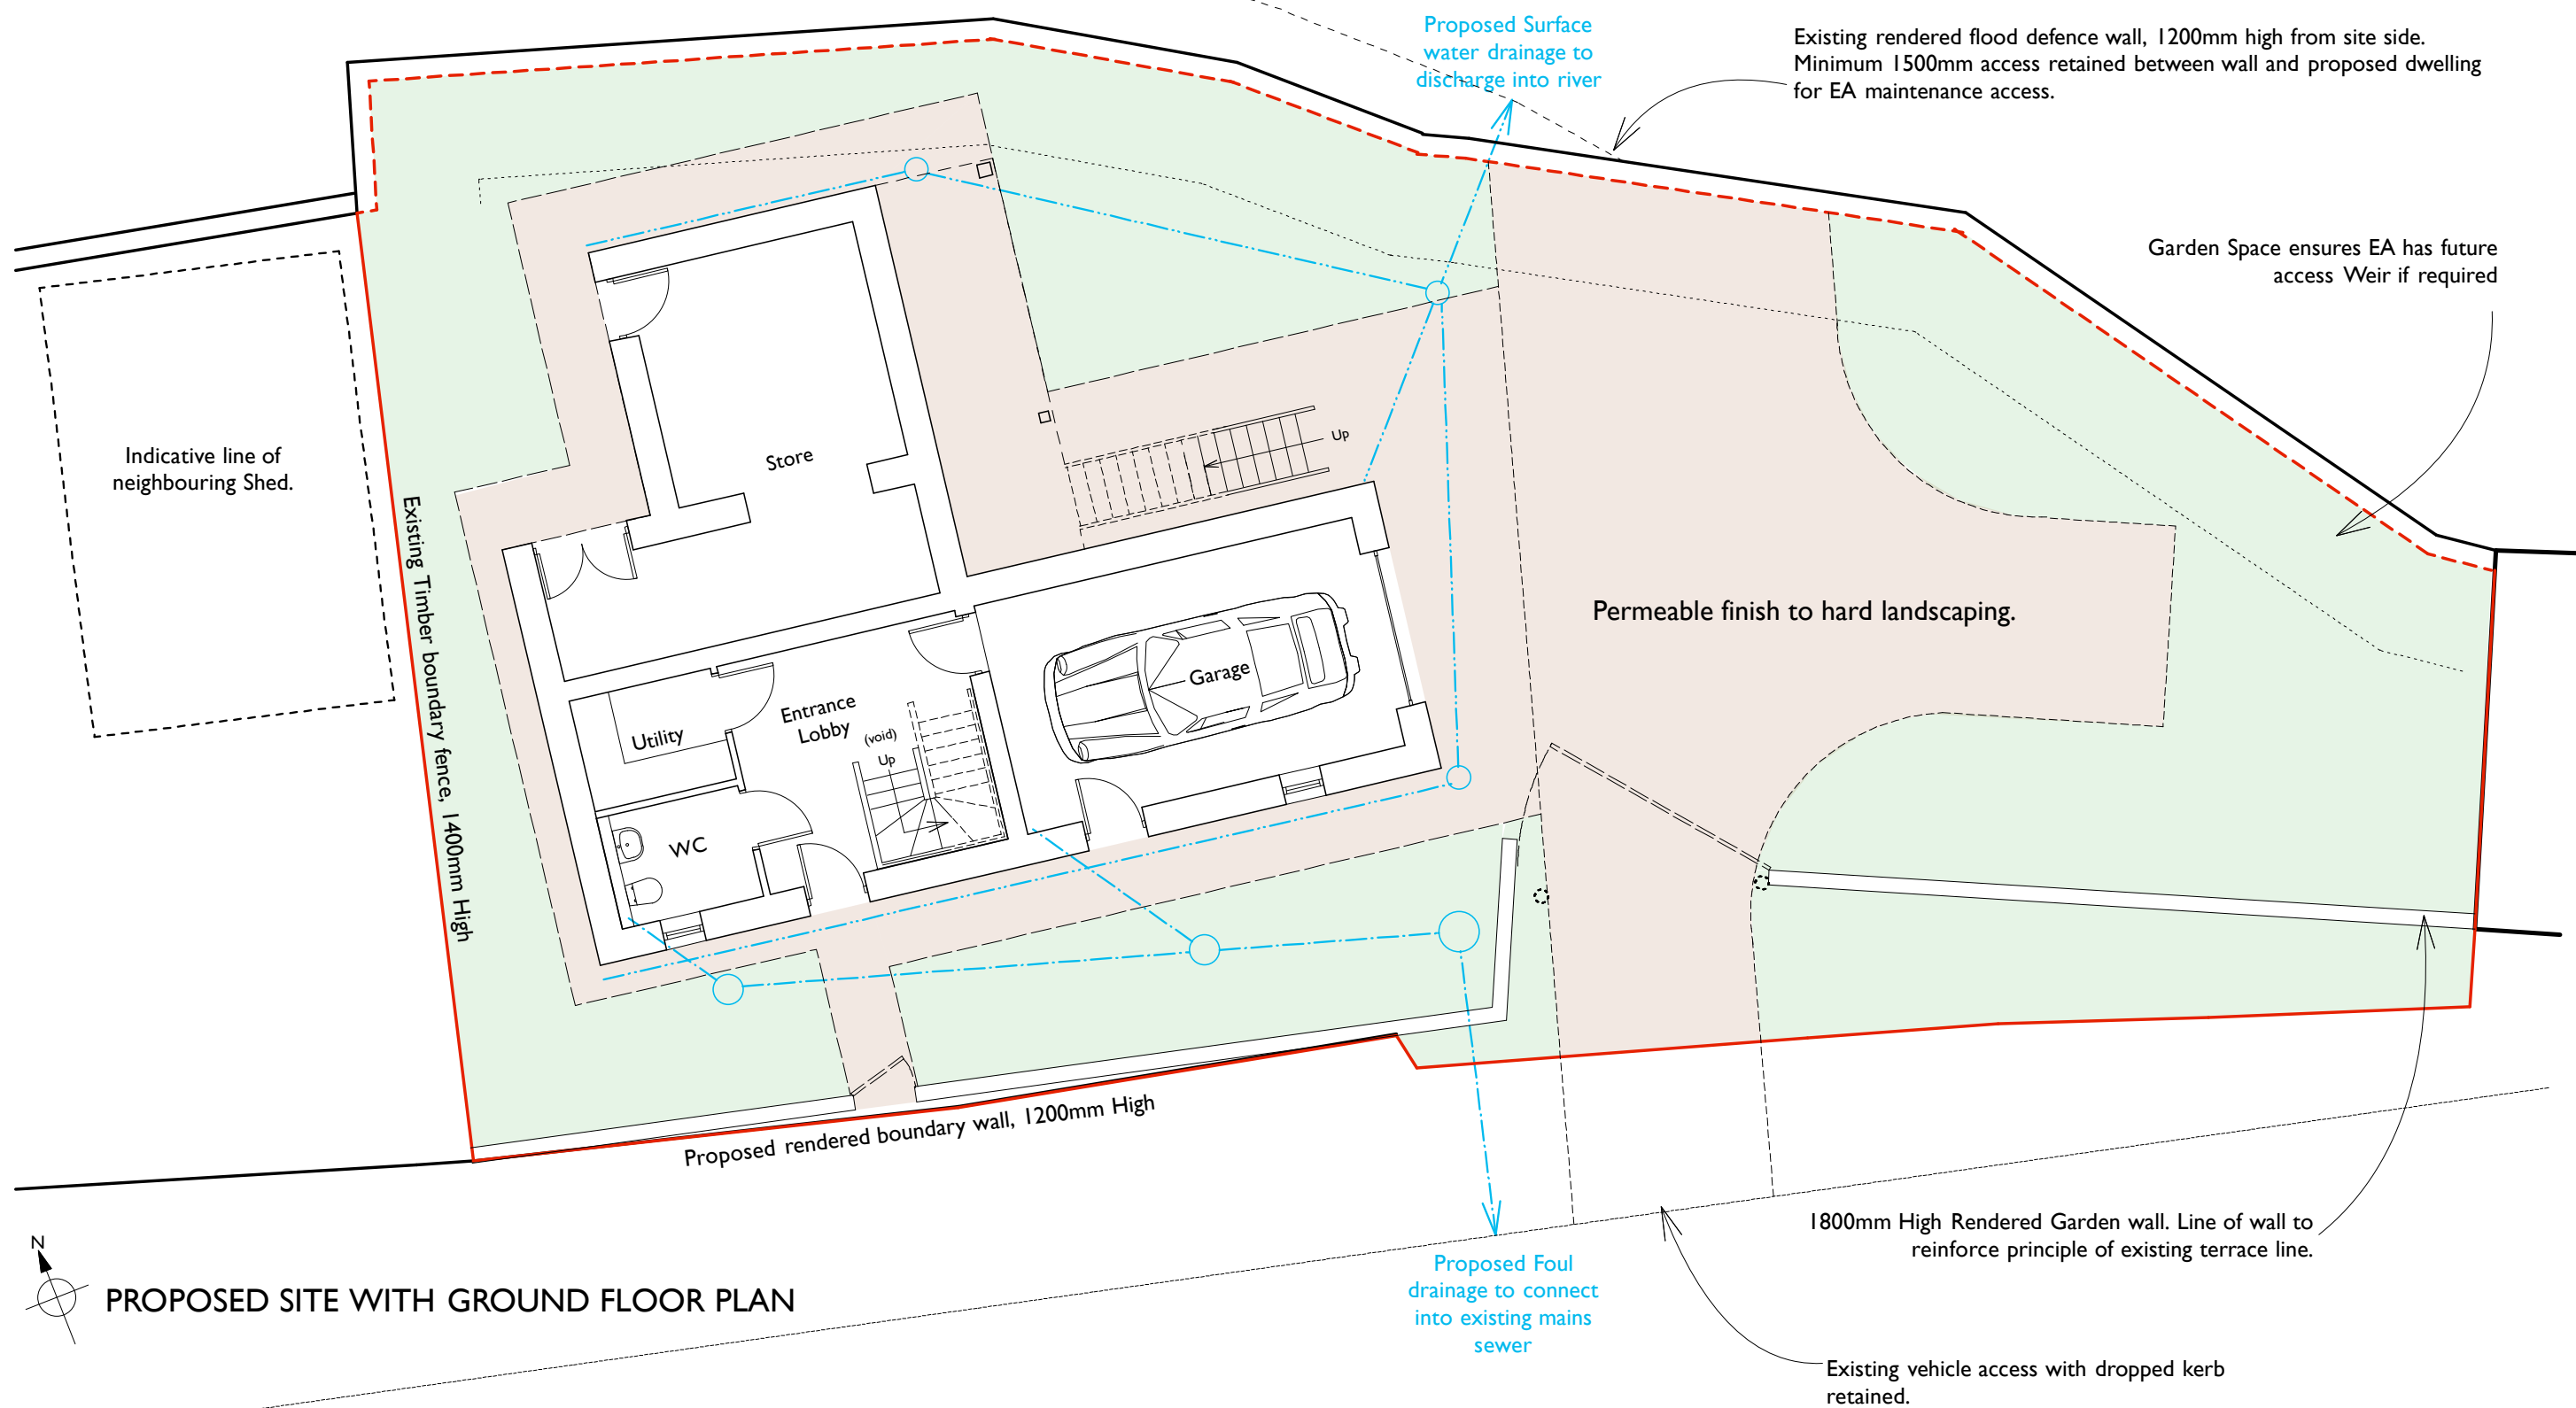 Proposed Surface
water drainage to
discharge into river
Existing rendered flood defence wall, 1200mm high from site side.
Minimum 1500mm access retained between wall and proposed dwelling
for EA maintenance access.
Garden Space ensures EA has future
access Weir if required
Indicative line of
neighbouring Shed.
Existing Timber boundary fence, 1400mm High
Store
Up
Permeable finish to hard landscaping.
Garage
Entrance
Lobby
(void)
Up
Utility
WC
Proposed rendered boundary wall, 1200mm High
1800mm High Rendered Garden wall. Line of wall to
reinforce principle of existing terrace line.
N
PROPOSED SITE WITH GROUND FLOOR PLAN
Proposed Foul
drainage to connect
into existing mains
sewer
Existing vehicle access with dropped kerb
retained.